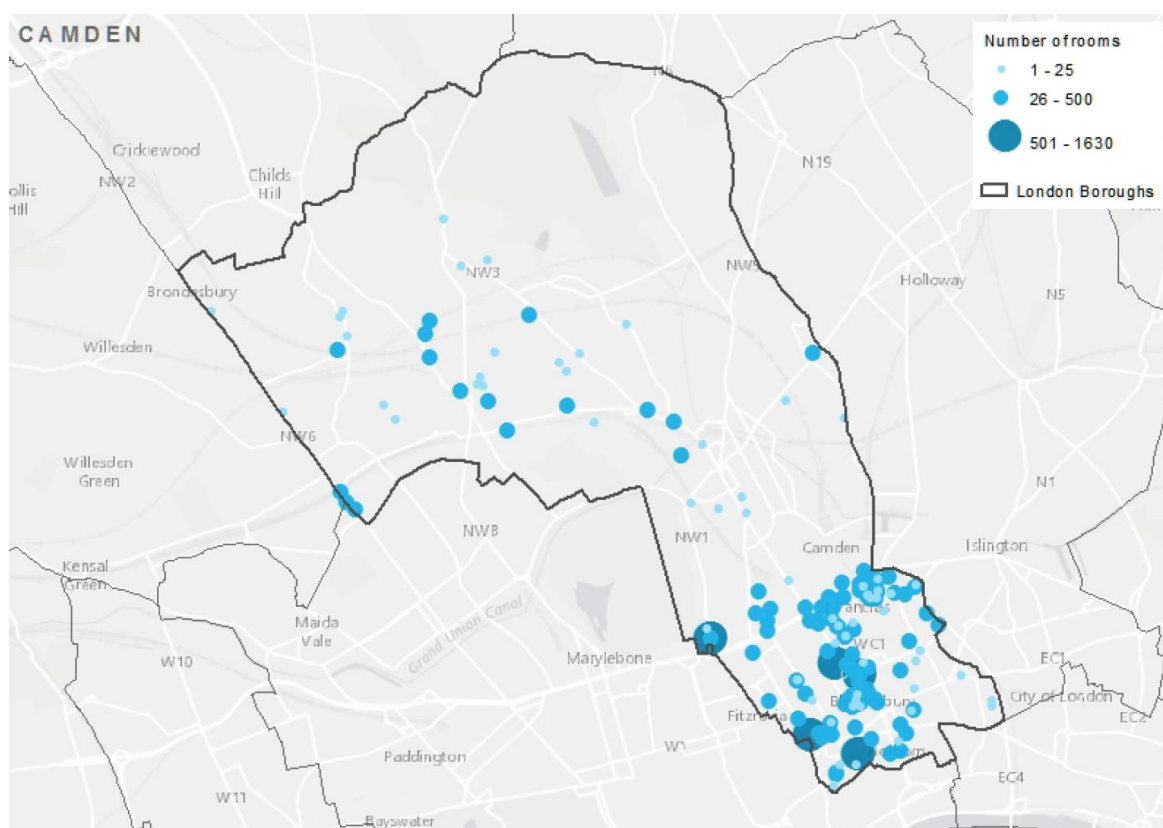 CAMDEN
Number of rooms
1 - 25
26 - 500
501 - 1630
London Boroughs
N6
Cricklewood
NW2
Childs
Hill
N19
Hill
NW3
NW5
Holloway
Brondesbury
N5
Willesden
NW6
Willesden
Green
N1
NW8
NW1
Camden
Islington
Kensal
Green
Maida
Vale
Grand Union Canal
W10
Marylebone
WC1
EC1
City of London
EC2
Fitzrovia
W1
Paddington
EC4
W11
Bayswater